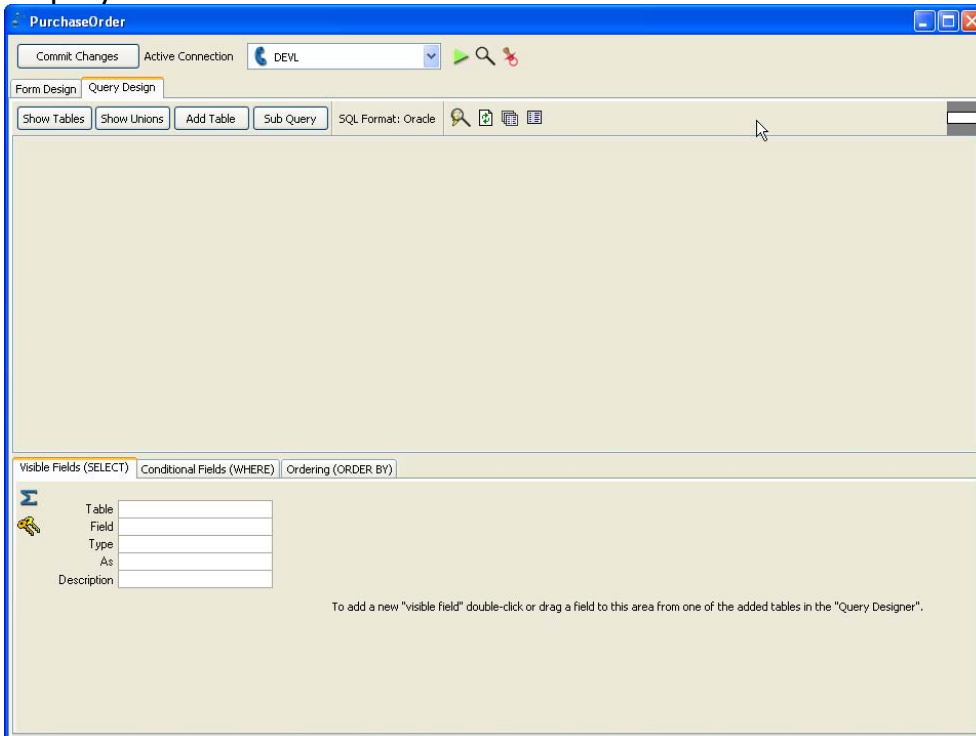 PurchaseOrder
Commit Changes Active Connection DEVL
Form Design Query Design
Show Tables Show Unions Add Table Sub Query SQL Format: Oracle
Visible Fields (SELECT) Conditional Fields (WHERE) Ordering (ORDER BY)
Table
Field
Type
As
Description
To add a new "visible field" double-click or drag a field to this area from one of the added tables in the "Query Designer".